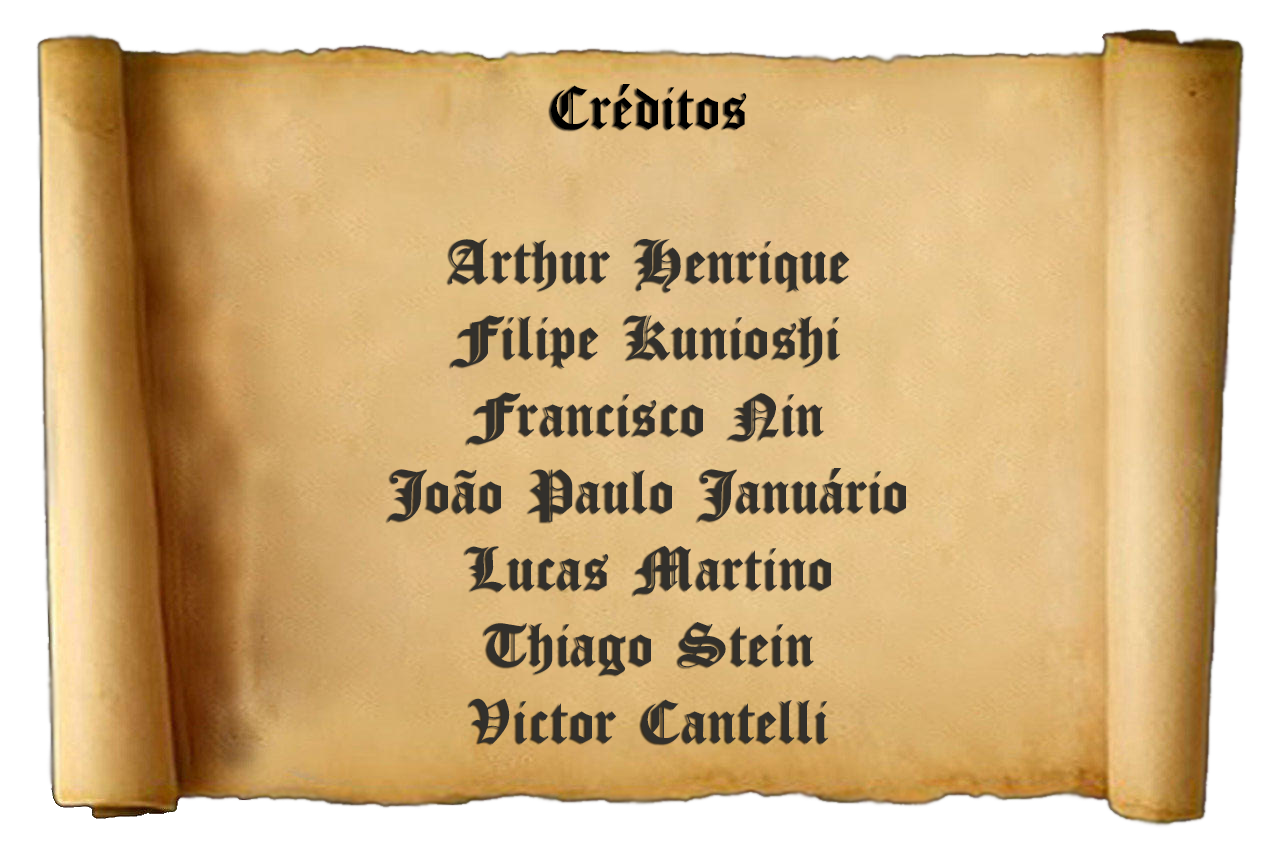 Créditos
Arthur Henrique
Filipe Kunioshi
Francisco Nin
João Paulo Januário
Lucas Martino
Thiago Stein
Victor Cantelli